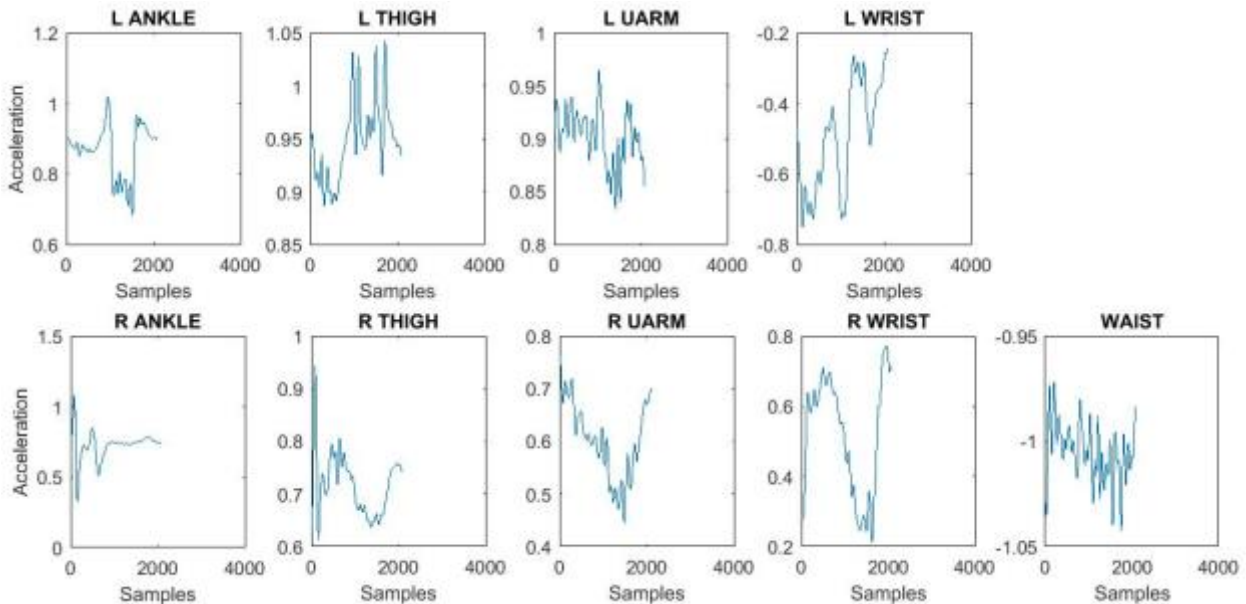 L ANKLE L THIGH L UARM L WRIST
1.2 1.05 1 -0.2
1 1 0.95 -0.4
0.95 0.9
0.8 0.9 0.85 -0.6
0.6 0.85 0.8 -0.8
Acceleration
0 2000 4000 0 2000 4000 0 2000 4000 0 2000 4000
Samples Samples Samples Samples
R ANKLE R THIGH R UARM R WRIST WAIST
1.5 1 0.8 0.8 -0.95
1 0.9 0.7 0.6
0.8 0.6 -1
0.5 0.7 0.5 0.4
0 0.6 0.4 0.2 -1.05
Acceleration
0 2000 4000 0 2000 4000 0 2000 4000 0 2000 4000 0 2000 4000
Samples Samples Samples Samples Samples